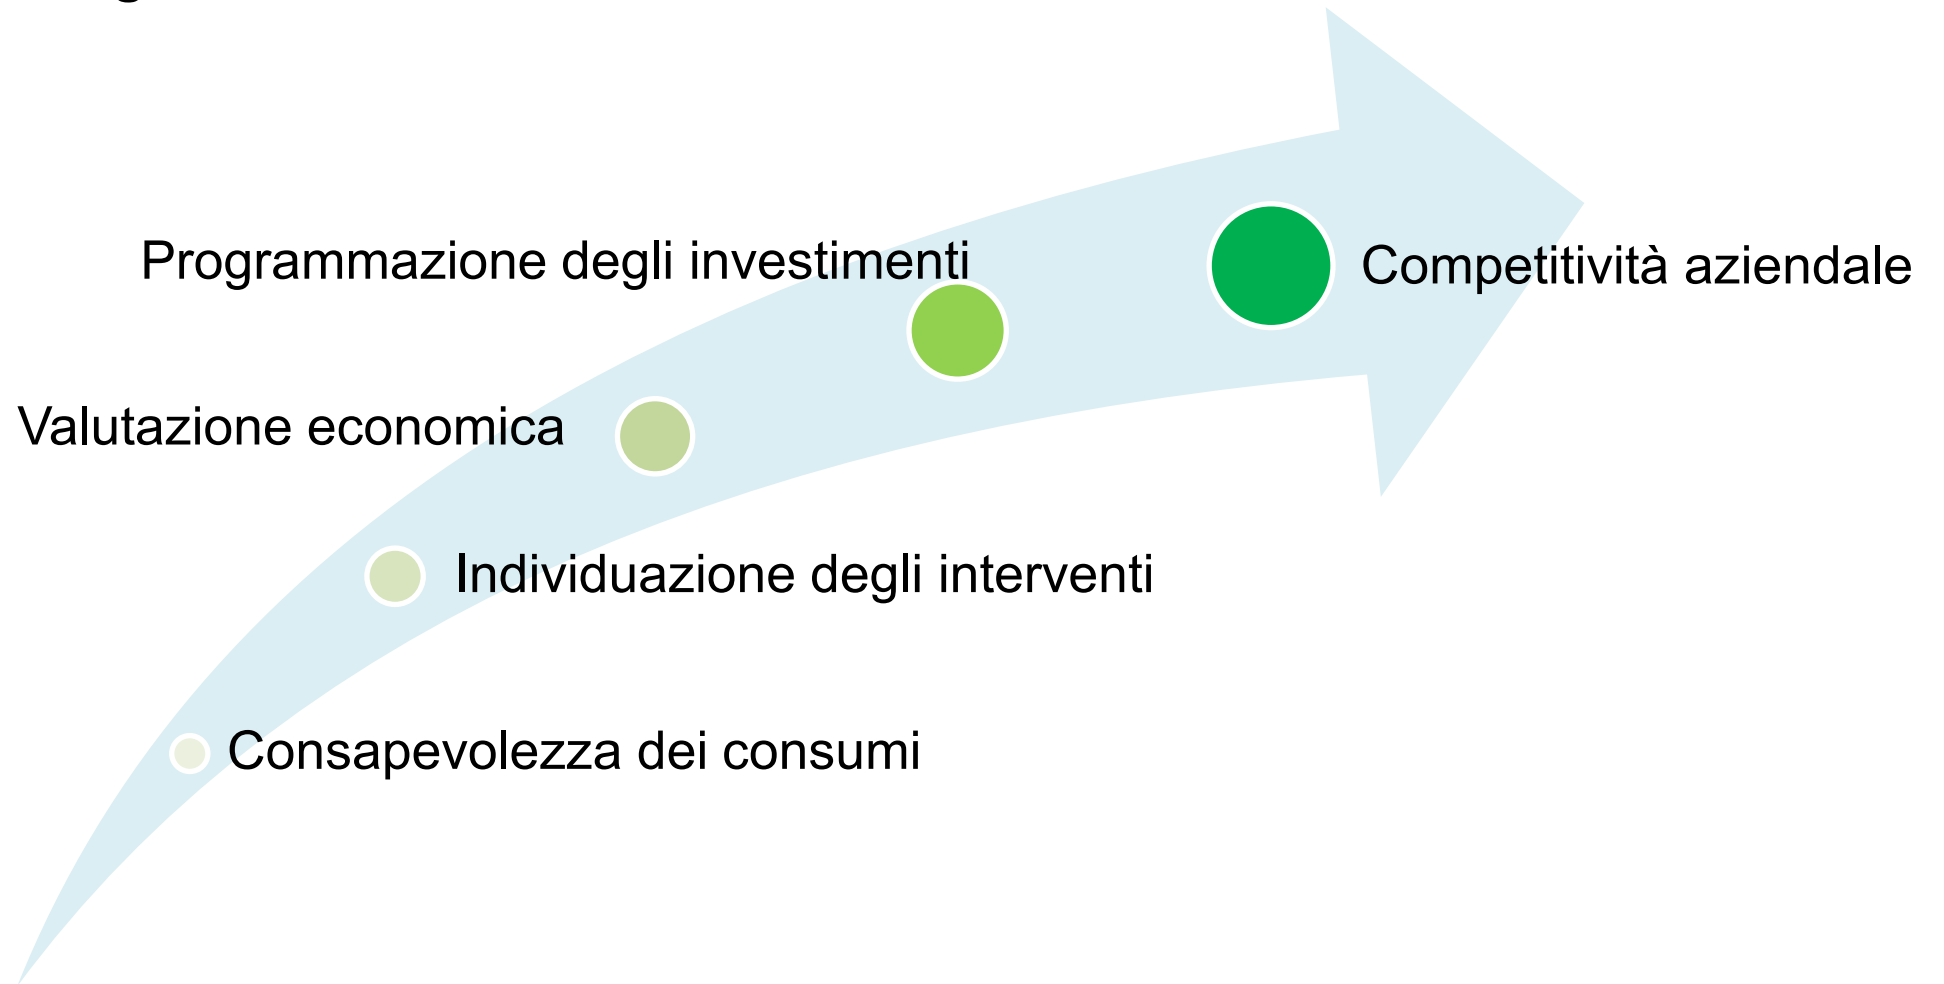 Programmazione degli investimenti
Competitività aziendale
Valutazione economica
Individuazione degli interventi
Consapevolezza dei consumi